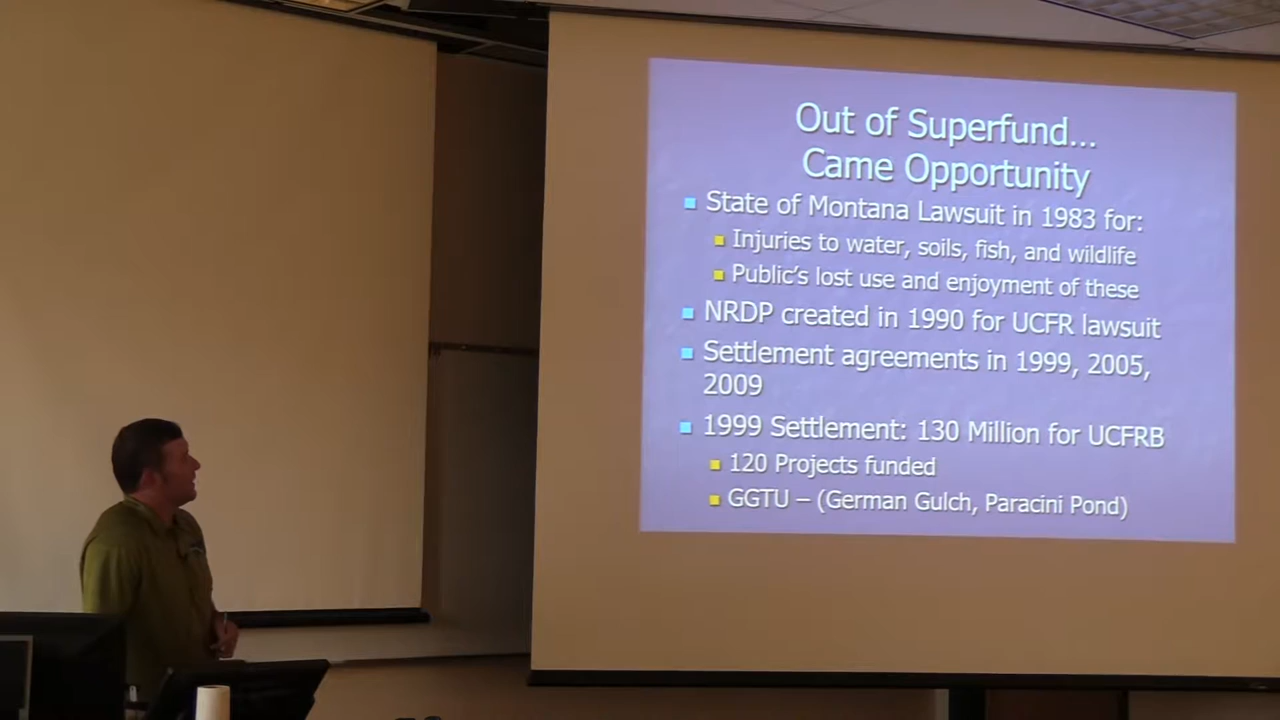 Out of Superfund...
Came Opportunity
State of Montana Lawsuit in 1983 for:
Injuries to water, soils, fish, and wildlife
Public's lost use and enjoyment of these
NRDP created in 1990 for UCFR lawsuit
Settlement agreements in 1999, 2005,
2009
1999 Settlement: 130 Million for UCFRB
120 Projects funded
GGTU – (German Gulch, Paracini Pond)